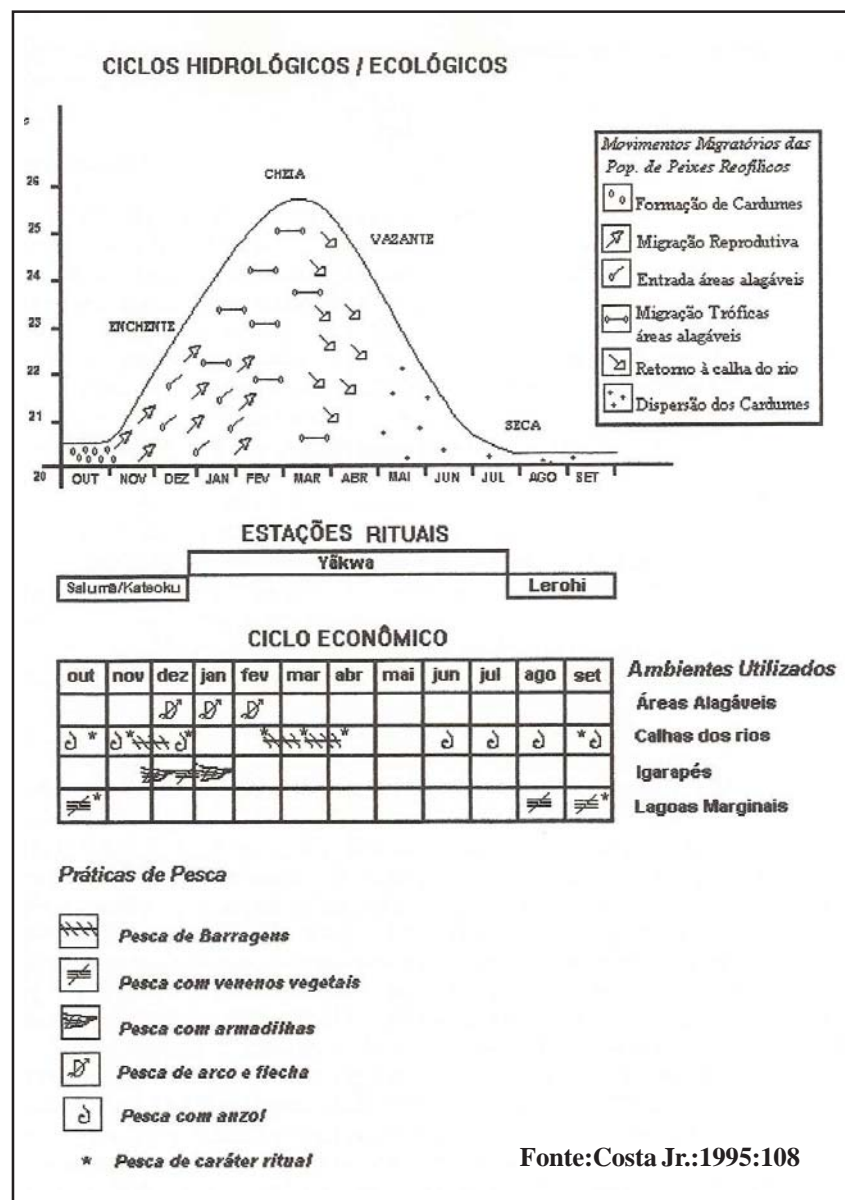 CICLOS HIDROLÓGICOS / ECOLÓGICOS
26
25
24
23
22
21
20
CHEIA
VAZANTE
ENCHENTE
SECA
OUT NOV DEZ JAN FEV MAR ABR MAI JUN JUL AGO SET
Movimentos Migratórios das
Pop. de Peixes Reofílicos
Formação de Cardumes
Migração Reprodutiva
Entrada áreas alagáveis
Migração Tróficas
áreas alagáveis
Retorno à calha do rio
Dispersão dos Cardumes
ESTAÇÕES RITUAIS
Yãkwa
Salumã/Kateoku
Lerohi
CICLO ECONÔMICO
out nov dez jan fev mar abr mai jun jul ago set
Ambientes Utilizados
Áreas Alagáveis
Calhas dos rios
Igarapés
Lagoas Marginais
Práticas de Pesca
Pesca de Barragens
Pesca com venenos vegetais
Pesca com armadilhas
Pesca de arco e flecha
Pesca com anzol
* Pesca de caráter ritual
Fonte:Costa Jr.:1995:108